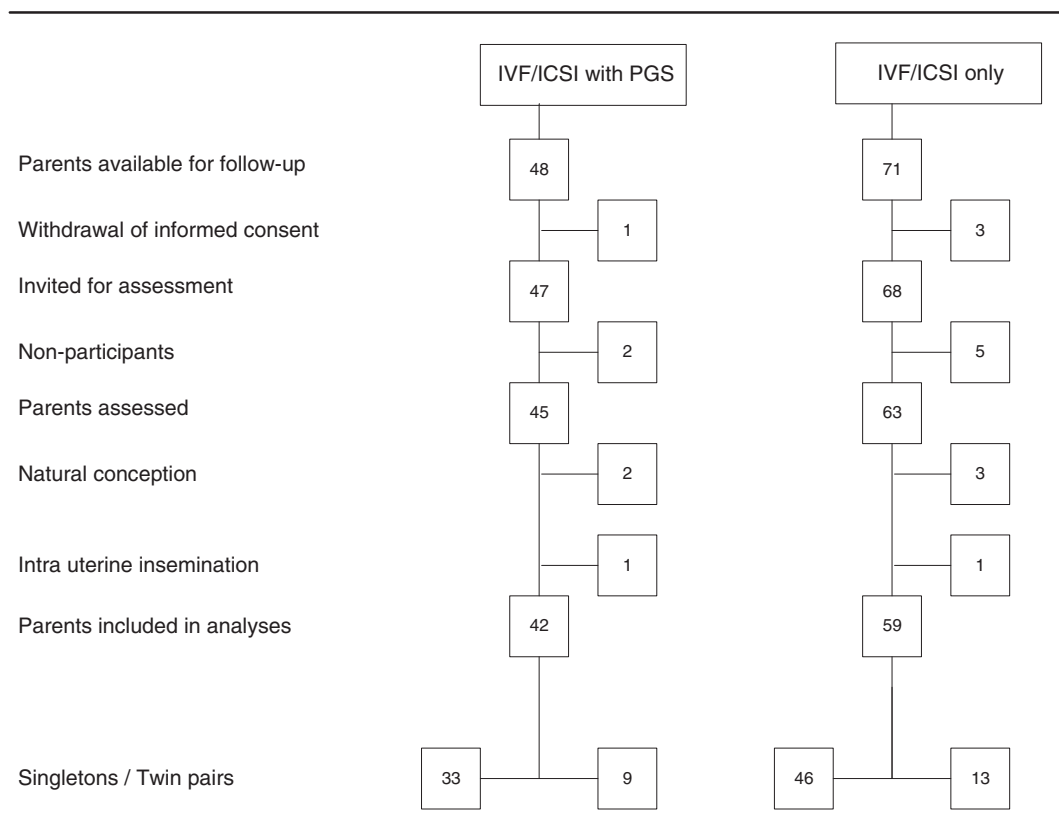 IVF/ICSI with PGS IVF/ICSI only
Parents available for follow-up 48 71
Withdrawal of informed consent 1 3
Invited for assessment 47 68
Non-participants 2 5
Parents assessed 45 63
Natural conception 2 3
Intra uterine insemination 1 1
Parents included in analyses 42 59
Singletons / Twin pairs 33 9 46 13